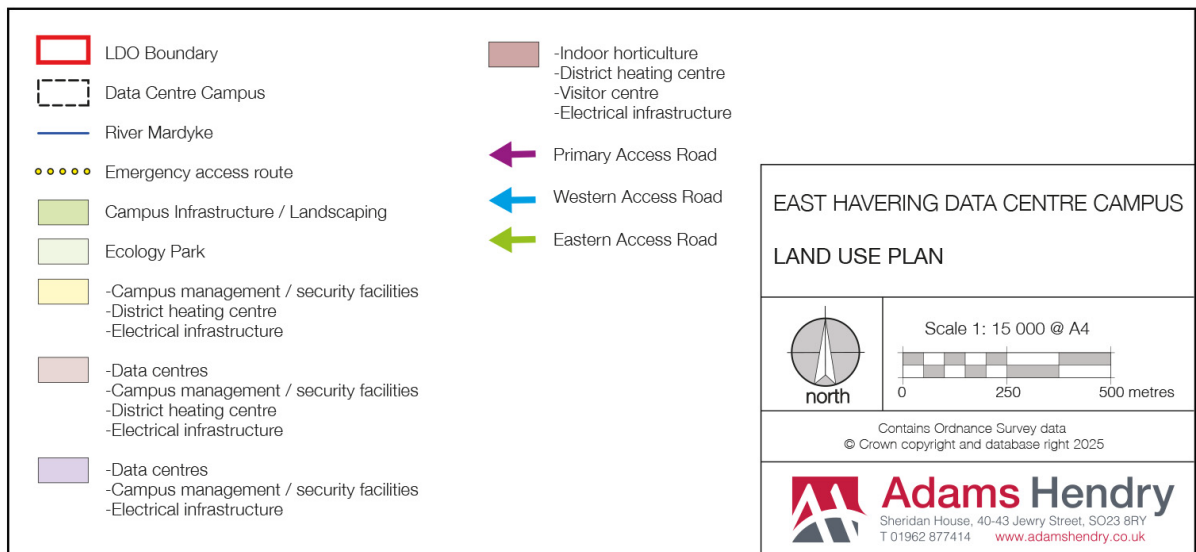 LDO Boundary
Data Centre Campus
River Mardyke
Emergency access route
Campus Infrastructure / Landscaping
Ecology Park
-Campus management / security facilities
-District heating centre
-Electrical infrastructure
-Data centres
-Campus management / security facilities
-District heating centre
-Electrical infrastructure
-Data centres
-Campus management / security facilities
-Electrical infrastructure
-Indoor horticulture
-District heating centre
-Visitor centre
-Electrical infrastructure
Primary Access Road
Western Access Road
Eastern Access Road
EAST HAVERING DATA CENTRE CAMPUS
LAND USE PLAN
north
Scale 1: 15 000 @ A4
0 250 500 metres
Contains Ordnance Survey data
© Crown copyright and database right 2025
Adams Hendry
Sheridan House, 40-43 Jewry Street, SO23 8RY
T 01962 877414 www.adamshendry.co.uk